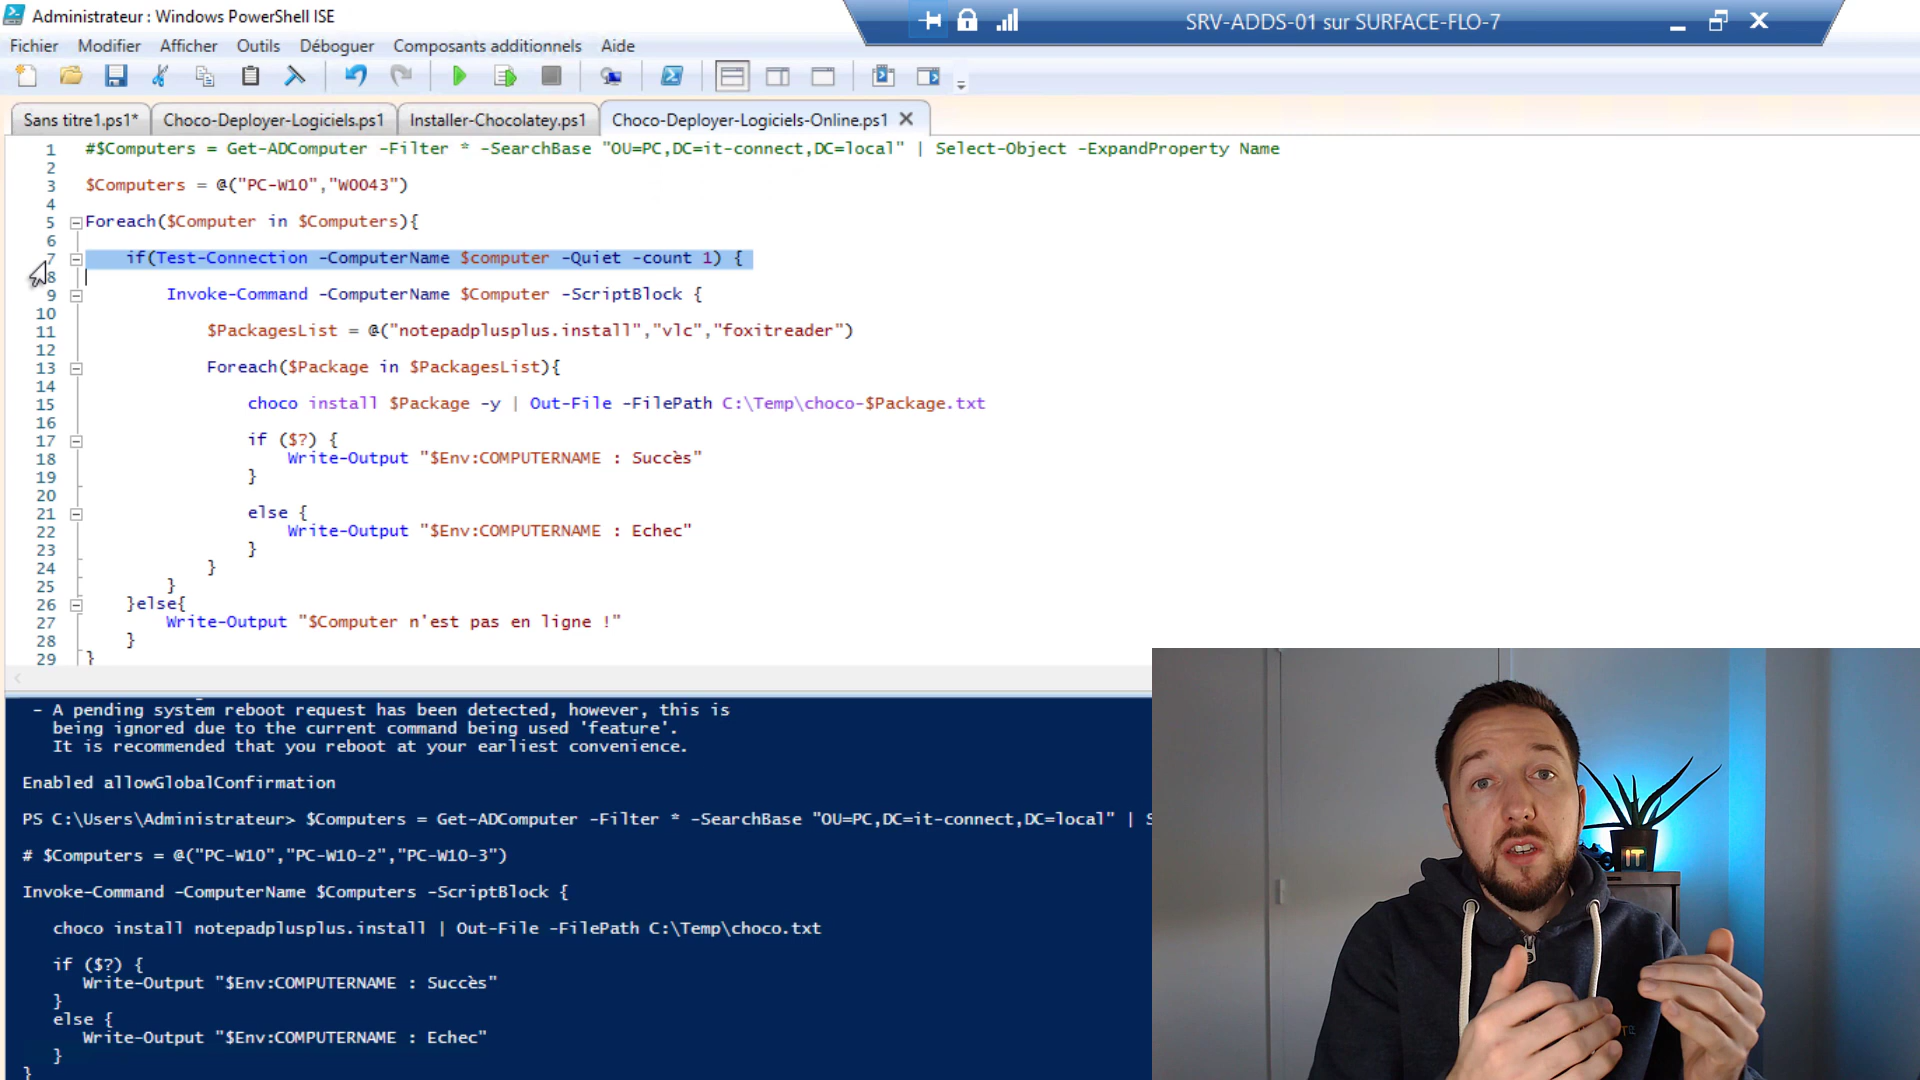 Administrateur : Windows PowerShell ISE
SRV-ADDS-01 sur SURFACE-FLO-7
Fichier Modifier Afficher Outils Déboguer Composants additionnels Aide
Sans titre1.ps1* Choco-Deployer-Logiciels.ps1 Installer-Chocolatey.ps1 Choco-Deployer-Logiciels-Online.ps1
1 #$Computers = Get-ADComputer -Filter * -SearchBase "OU=PC,DC=it-connect,DC=local" | Select-Object -ExpandProperty Name
2
3 $Computers = @("PC-W10","W0043")
4
5 Foreach($Computer in $Computers){
6
7 if(Test-Connection -ComputerName $computer -Quiet -count 1) {
8
9 Invoke-Command -ComputerName $Computer -ScriptBlock {
10
11 $PackagesList = @("notepadplusplus.install","vlc","foxitreader")
12
13 Foreach($Package in $PackagesList){
14
15 choco install $Package -y | Out-File -FilePath C:\Temp\choco-$Package.txt
16
17 if ($?) {
18 Write-Output "$Env:COMPUTERNAME : Succès"
19 }
20
21 else {
22 Write-Output "$Env:COMPUTERNAME : Echec"
23 }
24 }
25 }
26 }else{
27 Write-Output "$Computer n'est pas en ligne !"
28 }
29 }
- A pending system reboot request has been detected, however, this is
being ignored due to the current command being used 'feature'.
It is recommended that you reboot at your earliest convenience.
Enabled allowGlobalConfirmation
PS C:\Users\Administrateur> $Computers = Get-ADComputer -Filter * -SearchBase "OU=PC,DC=it-connect,DC=local" |
# $Computers = @("PC-W10","PC-W10-2","PC-W10-3")
Invoke-Command -ComputerName $Computers -ScriptBlock {
choco install notepadplusplus.install | Out-File -FilePath C:\Temp\choco.txt
if ($?) {
Write-Output "$Env:COMPUTERNAME : Succès"
}
else {
Write-Output "$Env:COMPUTERNAME : Echec"
}
}
IT